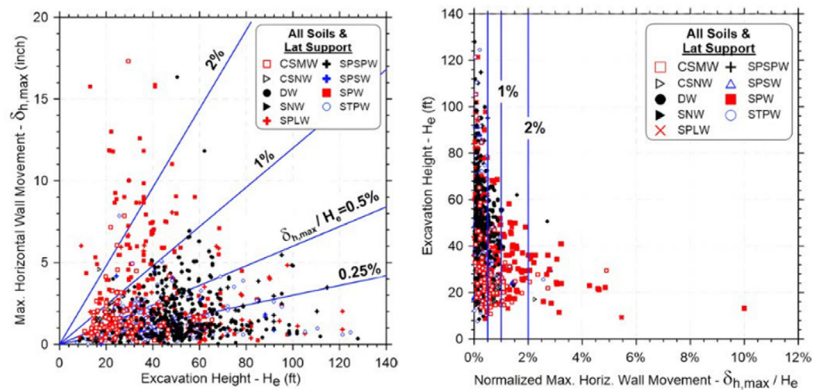 20
15
10
5
0
Max. Horizontal Wall Movement - δh,max (inch)
0 20 40 60 80 100 120 140
Excavation Height - He (ft)
2%
1%
δh,max / He=0.5%
0.25%
All Soils &
Lat Support
CSMW SPSPW
CSNW SPSW
DW SPW
SNW STPW
SPLW
140
120
100
80
60
40
20
0
Excavation Height - He (ft)
0% 2% 4% 6% 8% 10% 12%
Normalized Max. Horiz. Wall Movement - δh,max / He
1%
2%
All Soils &
Lat Support
CSMW SPSPW
CSNW SPSW
DW SPW
SNW STPW
SPLW